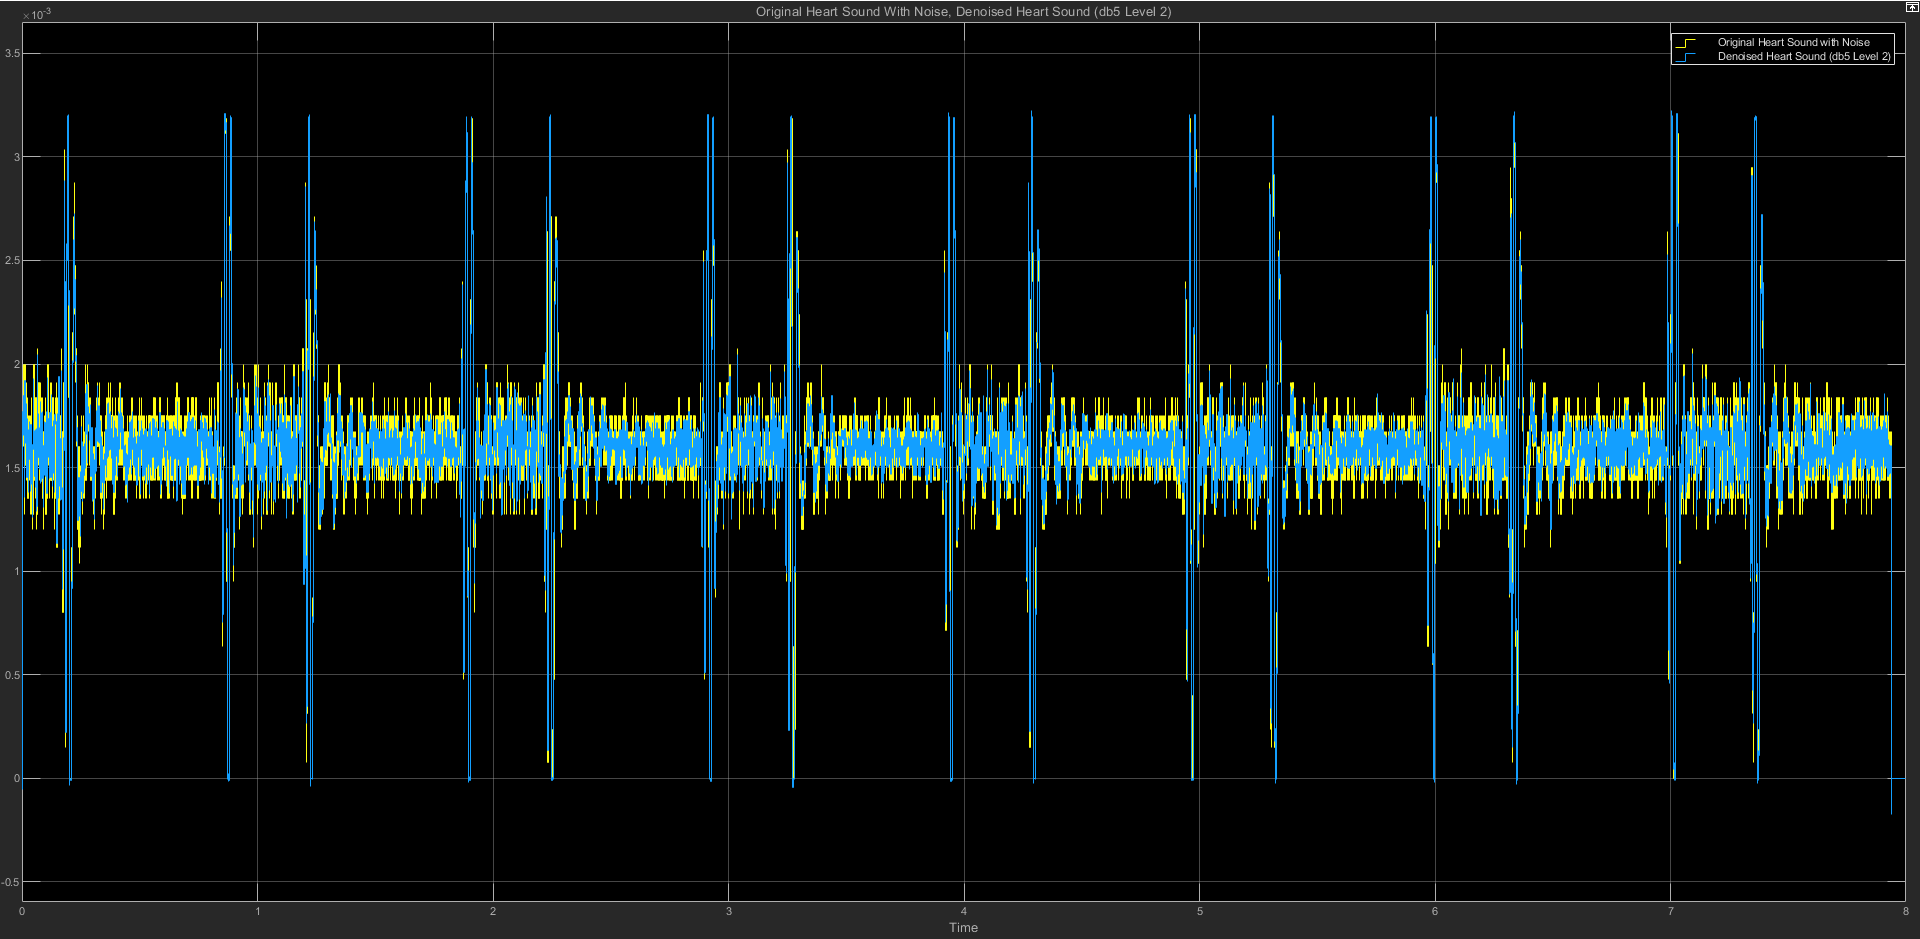 Original Heart Sound With Noise, Denoised Heart Sound (db5 Level 2)
×10⁻³
Original Heart Sound with Noise
Denoised Heart Sound (db5 Level 2)
3.5
3
2.5
2
1.5
1
0.5
0
-0.5
0 1 2 3 4 5 6 7 8
Time